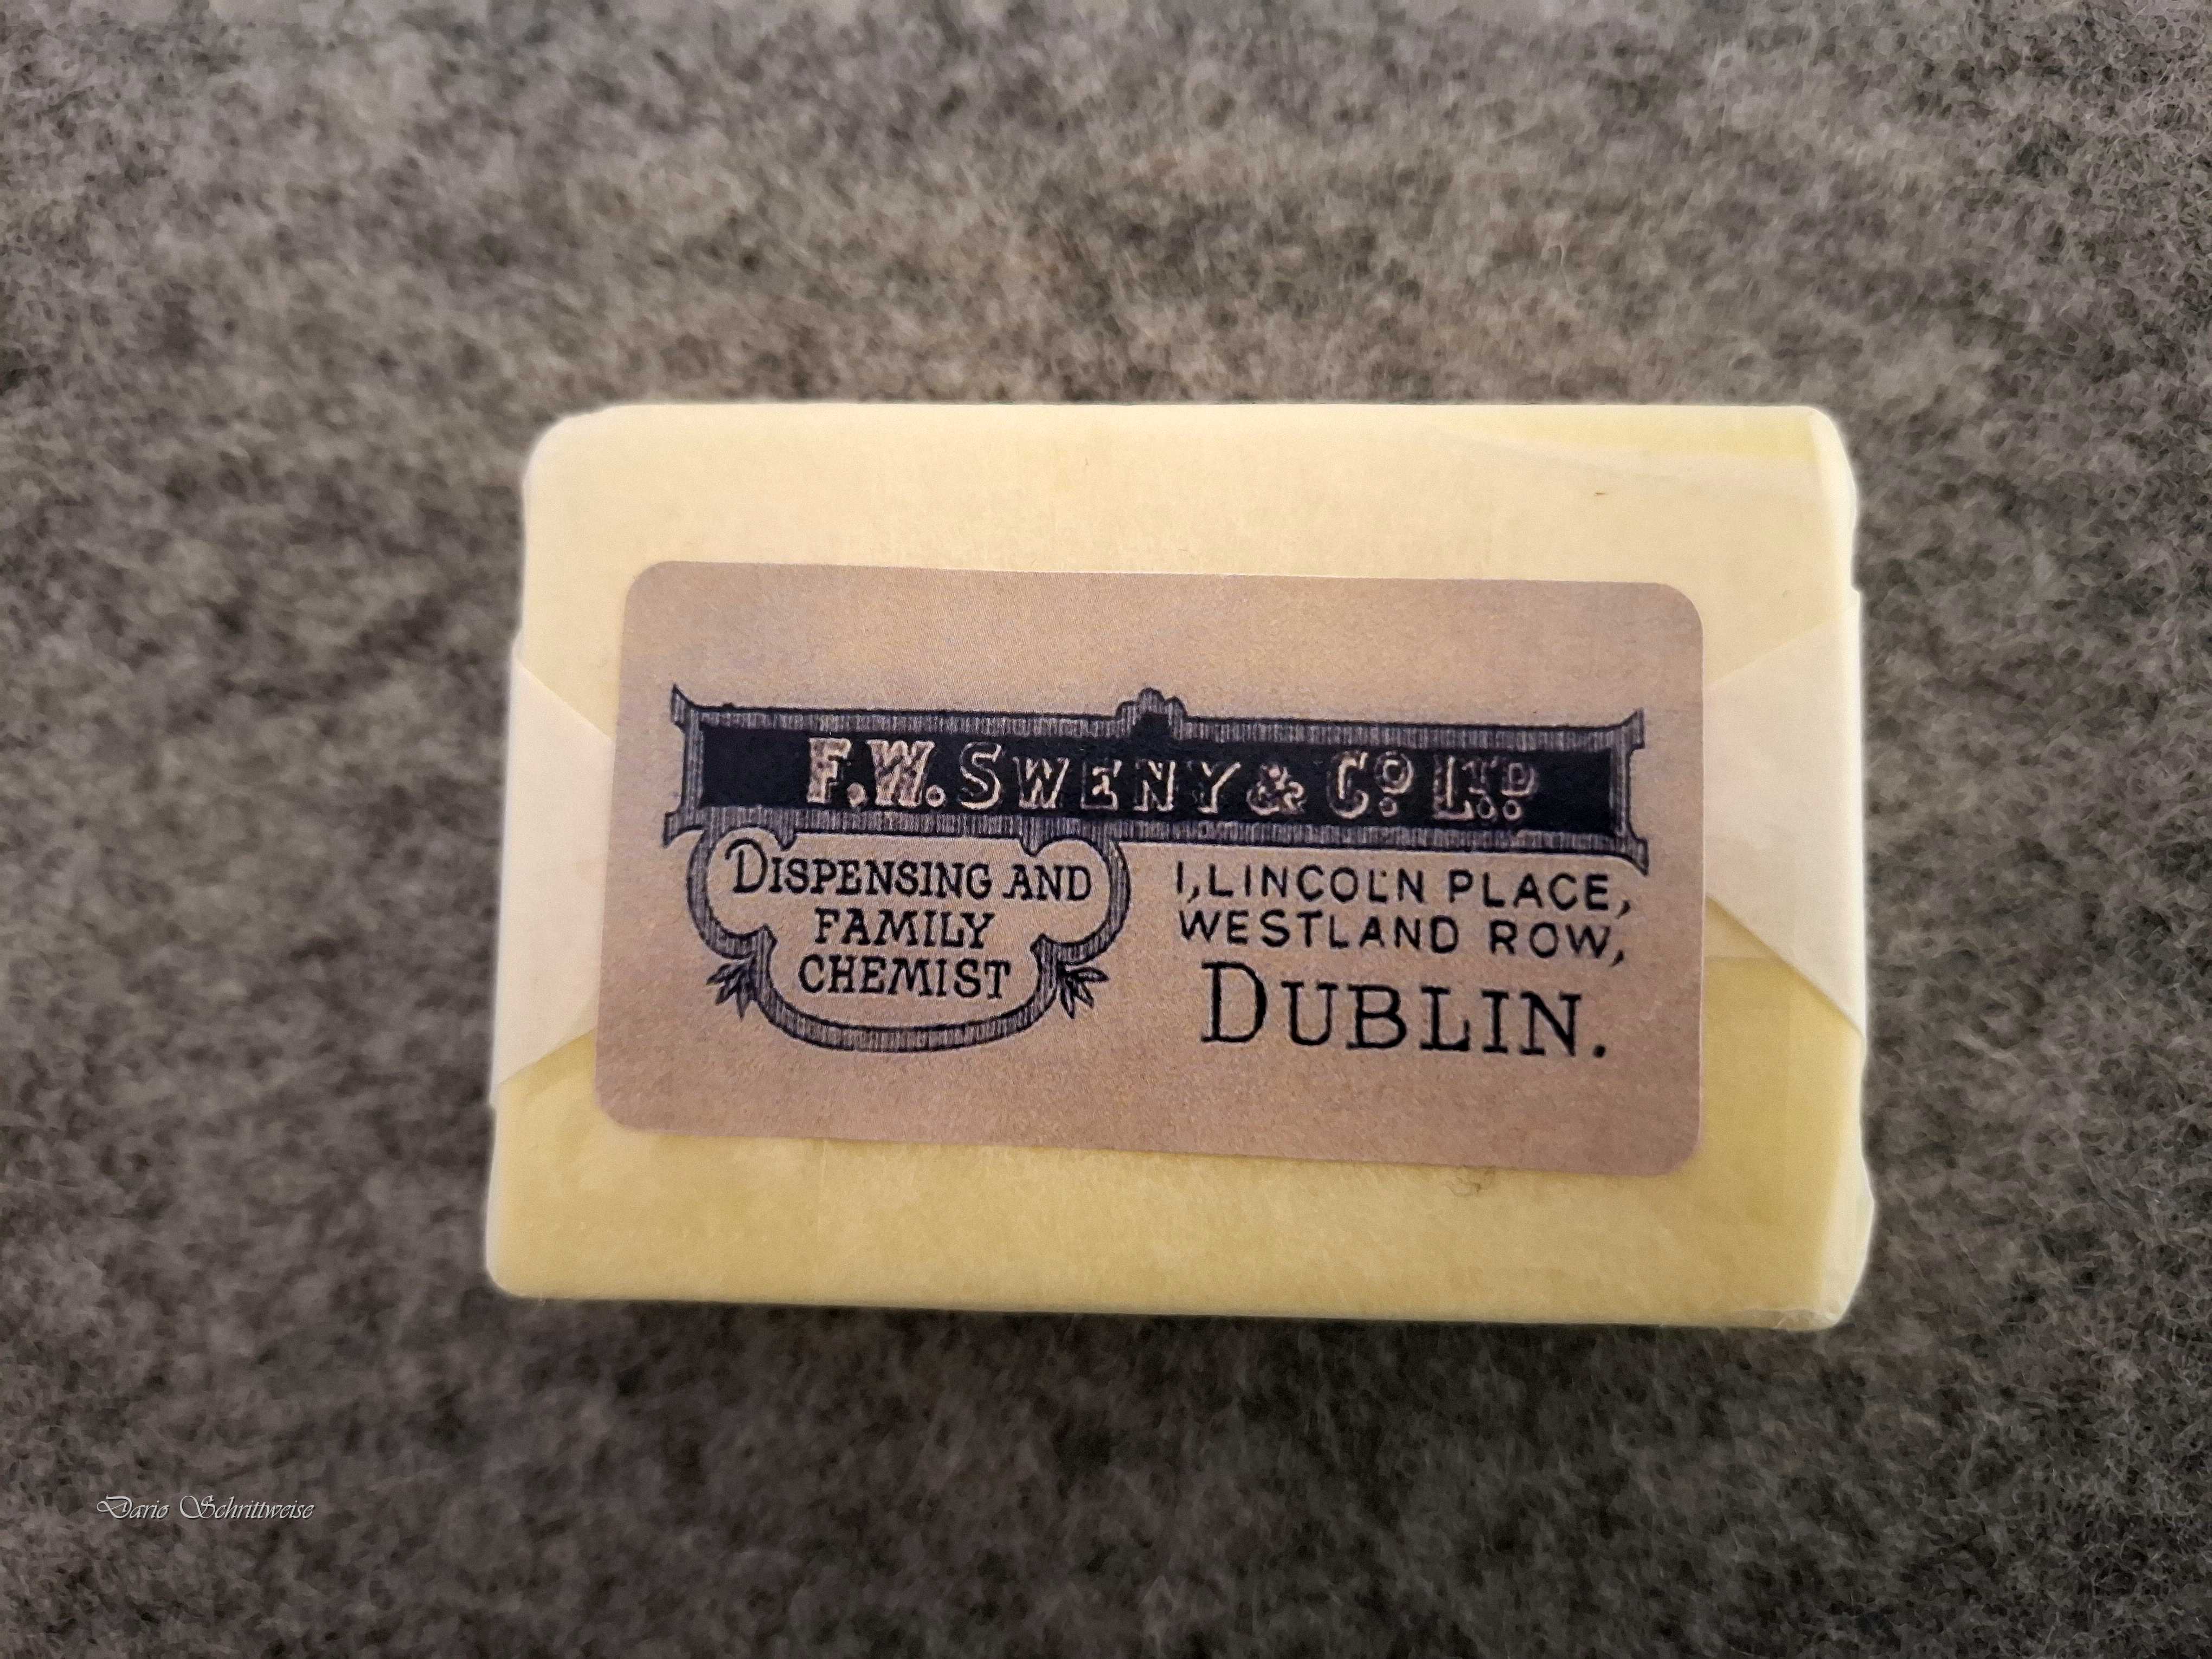 F.W. SWENY & Cº LTD.
DISPENSING AND
FAMILY
CHEMIST
1, LINCOLN PLACE,
WESTLAND ROW,
DUBLIN.
Dario Schrittweise